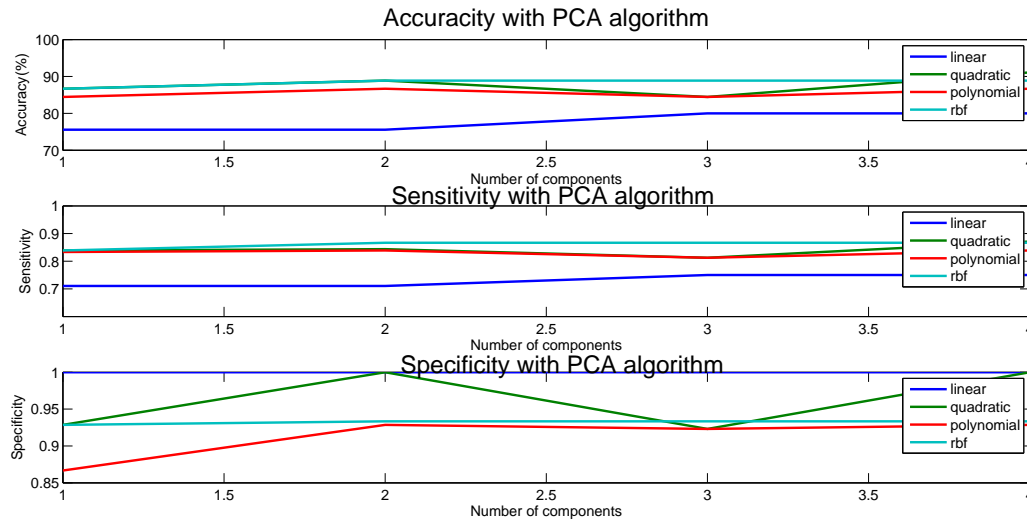 Accuracity with PCA algorithm
Accuracy(%)
100
90
80
70
1
1.5
2
2.5
3
3.5
4
Number of components
linear
quadratic
polynomial
rbf
Sensitivity with PCA algorithm
Sensitivity
1
0.9
0.8
0.7
1
1.5
2
2.5
3
3.5
4
Number of components
linear
quadratic
polynomial
rbf
Specificity with PCA algorithm
Specificity
1
0.95
0.9
0.85
1
1.5
2
2.5
3
3.5
4
Number of components
linear
quadratic
polynomial
rbf